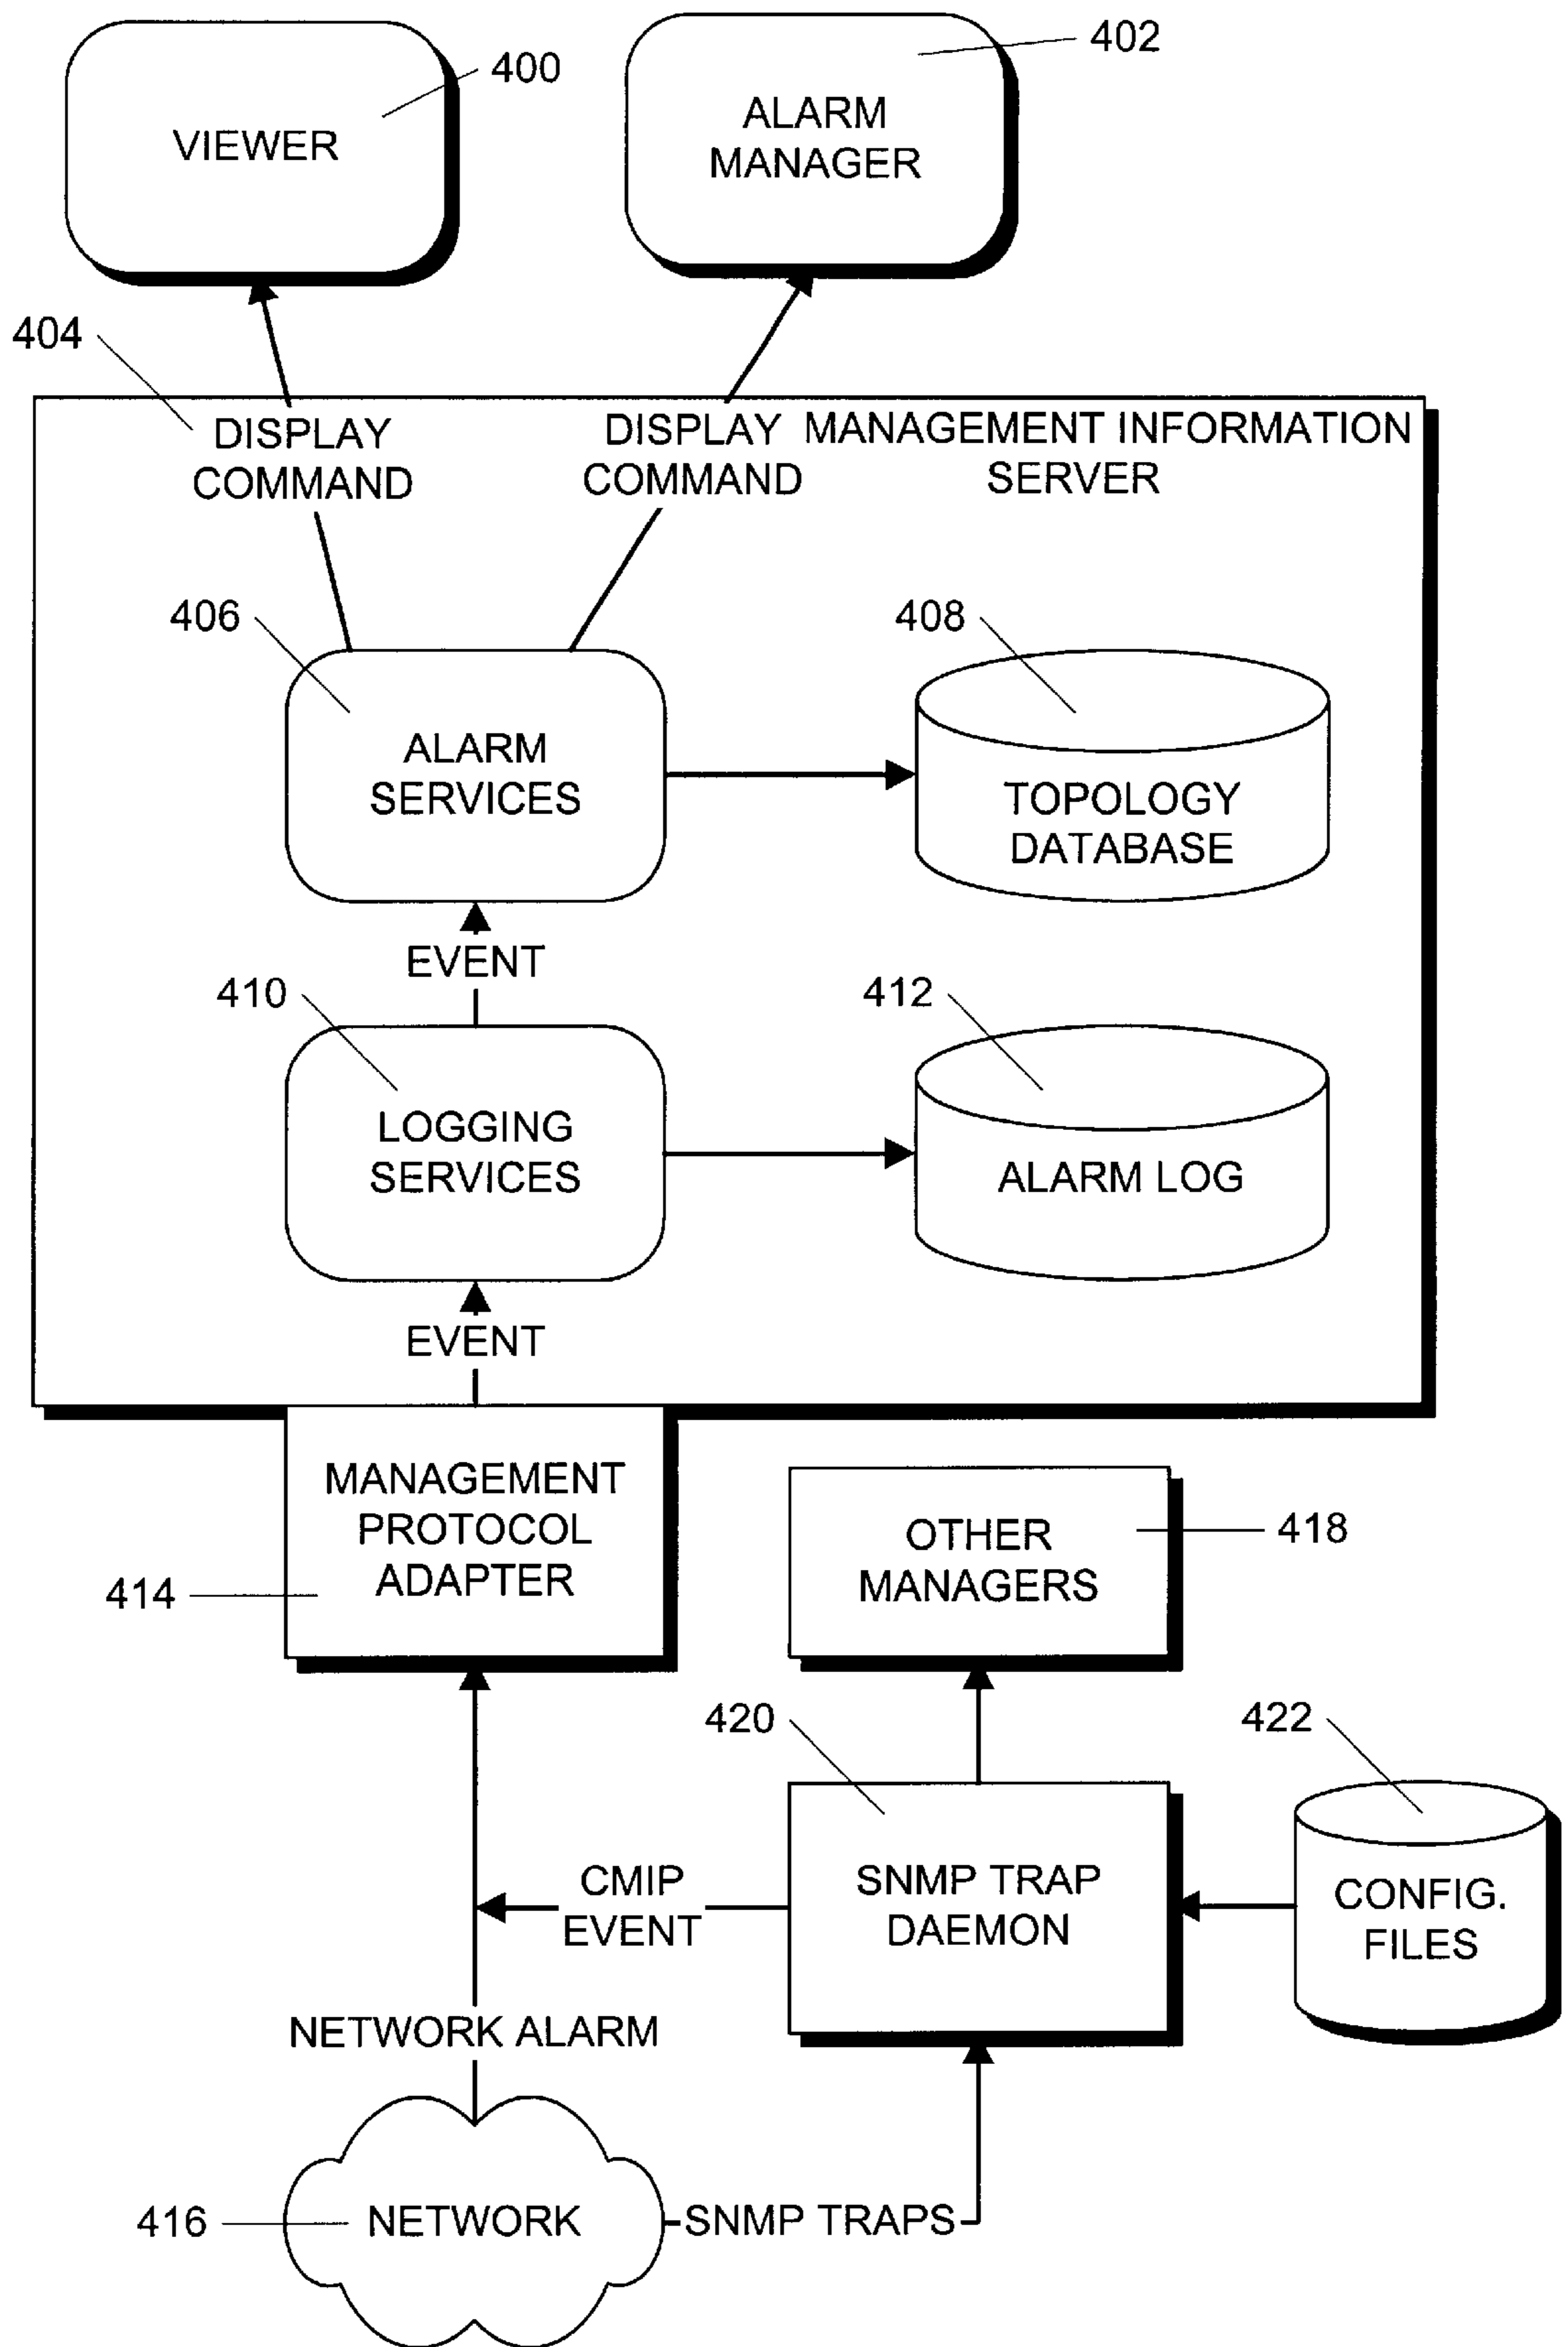 400
402
VIEWER
ALARM
MANAGER
404
DISPLAY
COMMAND
DISPLAY
COMMAND
MANAGEMENT INFORMATION
SERVER
406
408
ALARM
SERVICES
TOPOLOGY
DATABASE
EVENT
410
412
LOGGING
SERVICES
ALARM LOG
EVENT
MANAGEMENT
PROTOCOL
ADAPTER
414
OTHER
MANAGERS
418
420
422
CMIP
EVENT
SNMP TRAP
DAEMON
CONFIG.
FILES
NETWORK ALARM
416
NETWORK
SNMP TRAPS